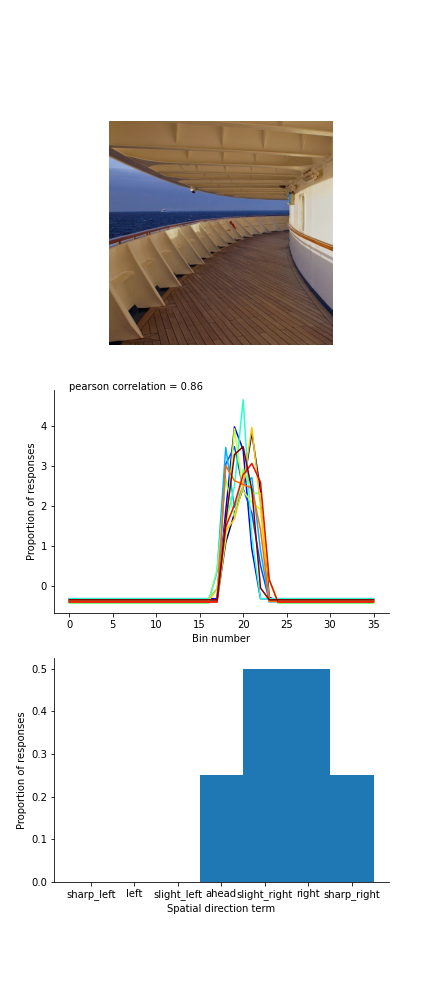 pearson correlation = 0.86
Proportion of responses
4
3
2
1
0
0 5 10 15 20 25 30 35
Bin number
Proportion of responses
0.5
0.4
0.3
0.2
0.1
0.0
sharp_left left slight_left ahead slight_right right sharp_right
Spatial direction term